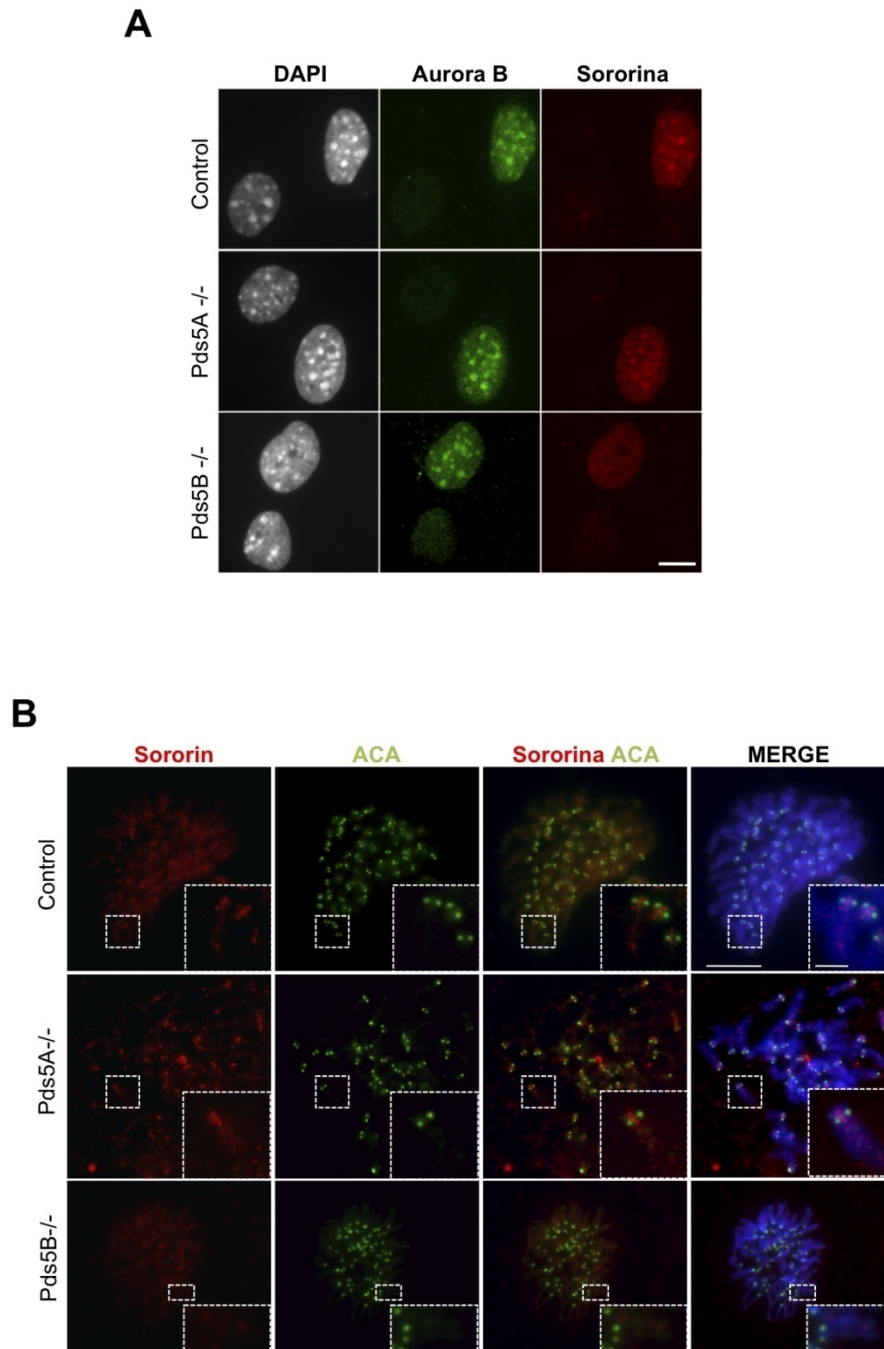 A
DAPI Aurora B Sororina
Control
Pds5A -/-
Pds5B -/-
B
Sororin ACA Sororina ACA MERGE
Control
Pds5A-/-
Pds5B-/-